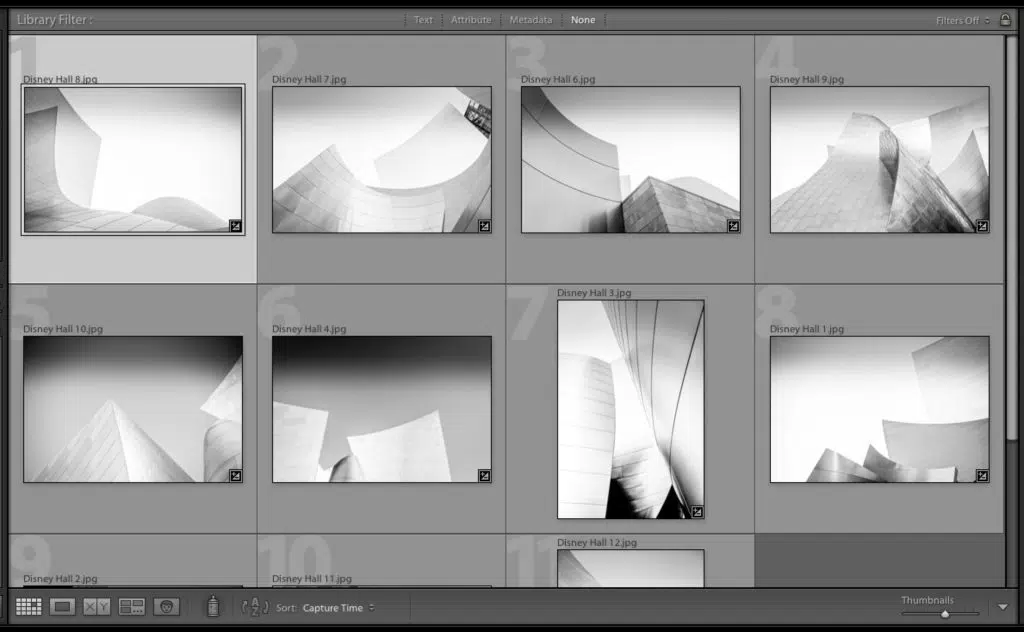 Library Filter :
Text Attribute Metadata None
Filters Off
1 2 3 4
Disney Hall 8.jpg
Disney Hall 7.jpg
Disney Hall 6.jpg
Disney Hall 9.jpg
5 6 7 8
Disney Hall 10.jpg
Disney Hall 4.jpg
Disney Hall 3.jpg
Disney Hall 1.jpg
9 10 11
Disney Hall 2.jpg
Disney Hall 11.jpg
Disney Hall 12.jpg
X Y
A Z
Sort: Capture Time
Thumbnails